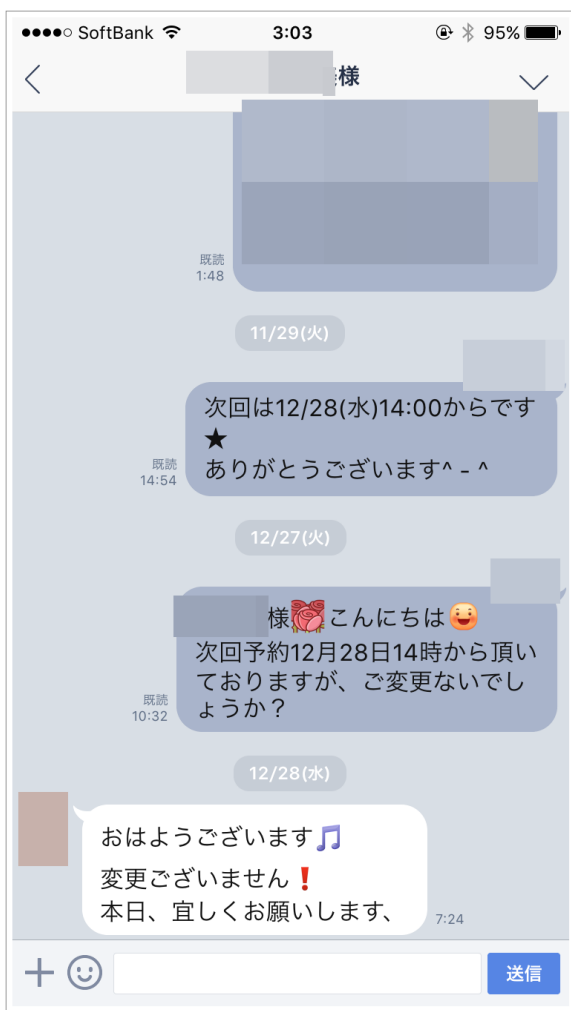 SoftBank 3:03 95%
様
既読
1:48
11/29(火)
次回は12/28(水)14:00からです
★
ありがとうございます^ - ^
既読
14:54
12/27(火)
様 こんにちは
次回予約12月28日14時から頂い
ておりますが、ご変更ないでし
ょうか？
既読
10:32
12/28(水)
おはようございます🎵
変更ございません❗
本日、宜しくお願いします、
7:24
送信